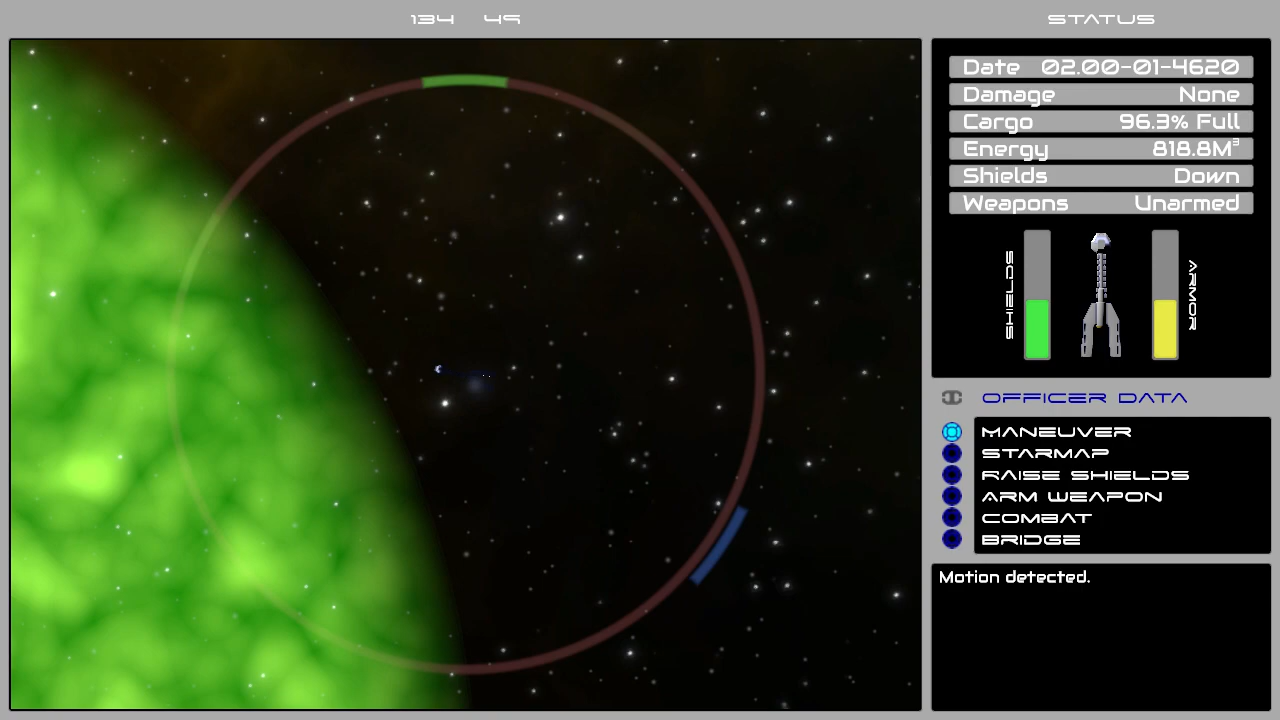 134 49
STATUS
Date 02.00-01-4620
Damage None
Cargo 96.3% Full
Energy 818.8M³
Shields Down
Weapons Unarmed
SCLEIHS
ARMOR
OFFICER DATA
MANEUVER
STARMAP
RAISE SHIELDS
ARM WEAPON
COMBAT
BRIDGE
Motion detected.